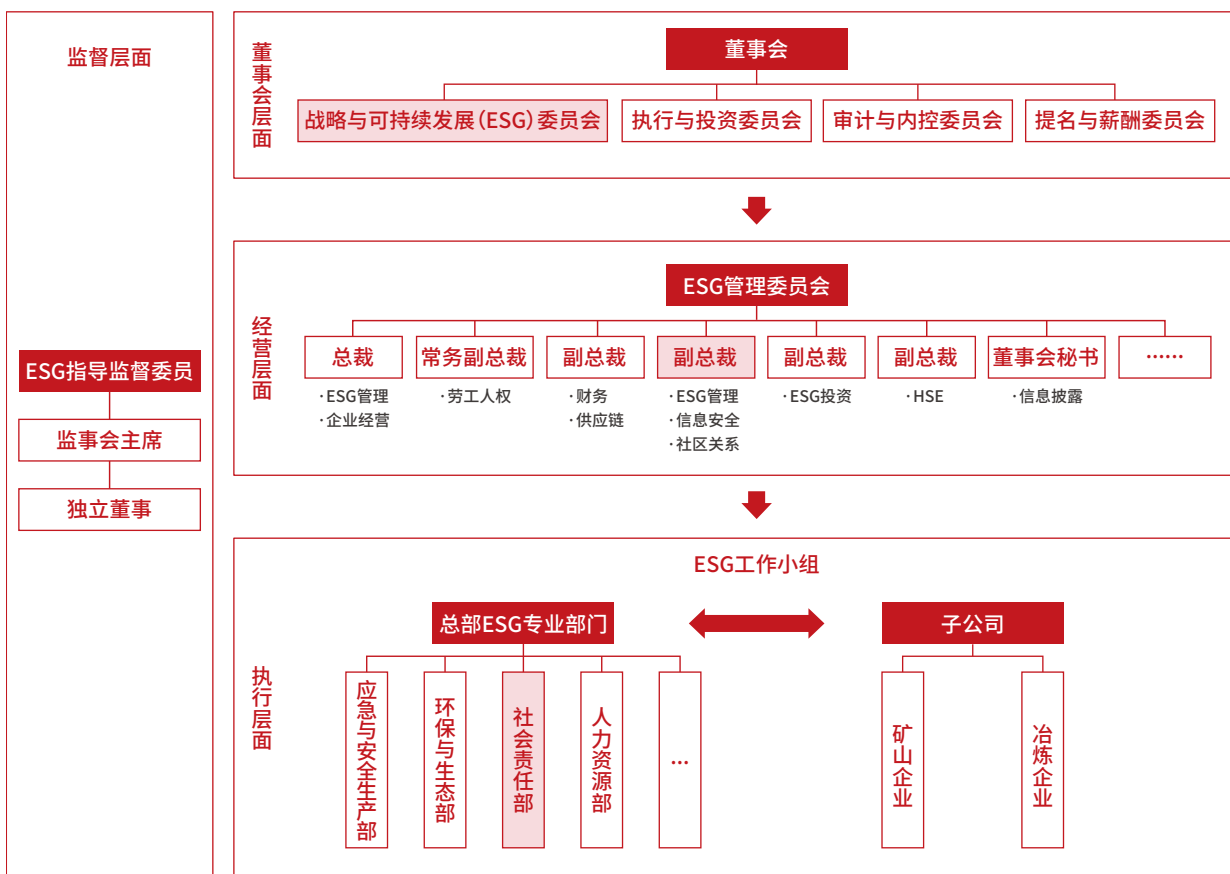 监督层面
ESG指导监督委员
监事会主席
独立董事
董事会层面
董事会
战略与可持续发展（ESG）委员会
执行与投资委员会
审计与内控委员会
提名与薪酬委员会
经营层面
ESG管理委员会
总裁
·ESG管理
·企业经营
常务副总裁
·劳工人权
副总裁
·财务
·供应链
副总裁
·ESG管理
·信息安全
·社区关系
副总裁
·ESG投资
副总裁
·HSE
董事会秘书
·信息披露
……
执行层面
ESG工作小组
总部ESG专业部门
应急与安全生产部
环保与生态部
社会责任部
人力资源部
…
子公司
矿山企业
冶炼企业